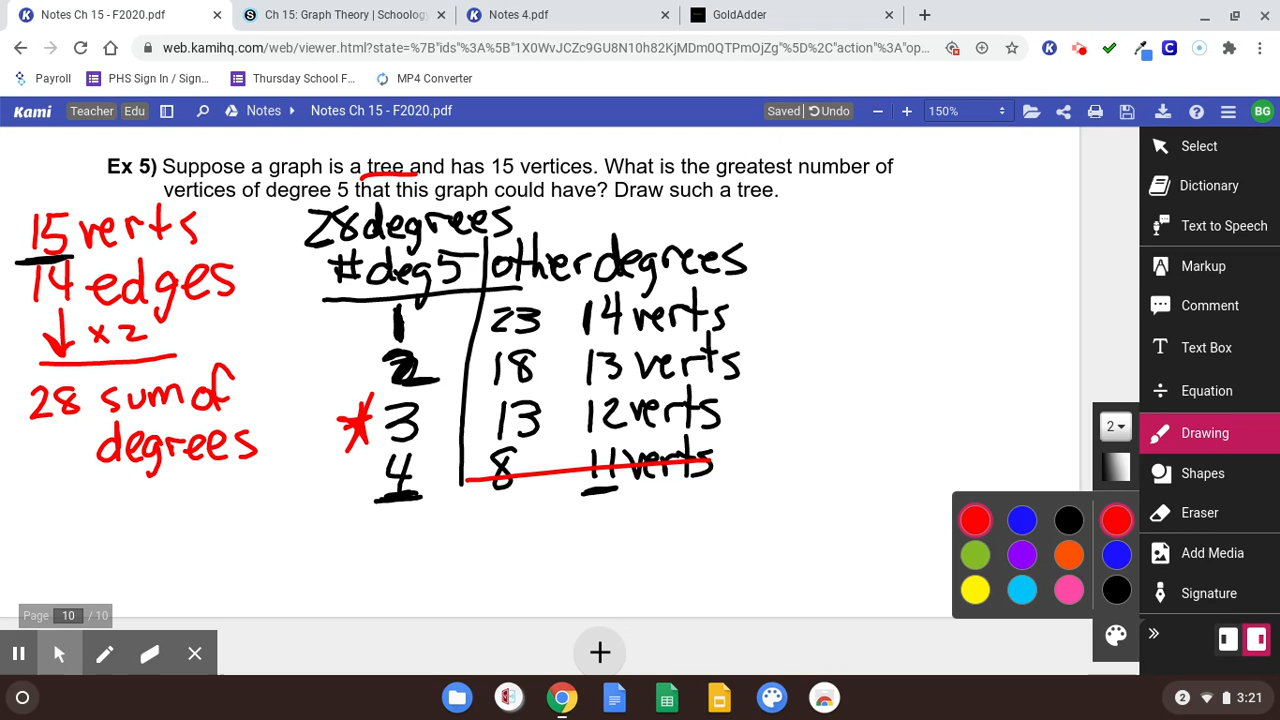 Notes Ch 15 - F2020.pdf
Ch 15: Graph Theory | Schoology
Notes 4.pdf
GoldAdder
web.kamihq.com/web/viewer.html?state=%7B"ids"%3A%5B"1X0WvJCZc9GU8N10h82KjMDm0QTPmOjZg"%5D%2C"action"%3A"op...
Payroll
PHS Sign In / Sign...
Thursday School F...
MP4 Converter
Kami Teacher Edu Notes Notes Ch 15 - F2020.pdf Saved Undo 150% BG
Ex 5) Suppose a graph is a tree and has 15 vertices. What is the greatest number of
vertices of degree 5 that this graph could have? Draw such a tree.
15 verts
14 edges
x 2
28 sum of
degrees
28 degrees
# deg 5 other degrees
1 23 14 verts
2 18 13 verts
3 13 12 verts
4 8 11 verts
Select
Dictionary
Text to Speech
Markup
Comment
Text Box
Equation
Drawing
Shapes
Eraser
Add Media
Signature
2
Page 10 / 10
2 3:21